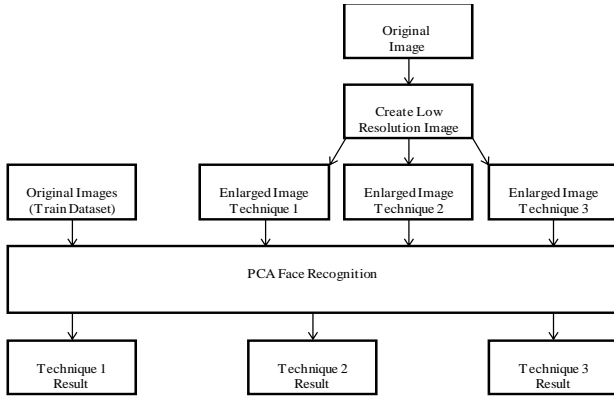 Original
Image
Create Low
Resolution Image
Original Images
(Train Dataset)
Enlarged Image
Technique 1
Enlarged Image
Technique 2
Enlarged Image
Technique 3
PCA Face Recognition
Technique 1
Result
Technique 2
Result
Technique 3
Result